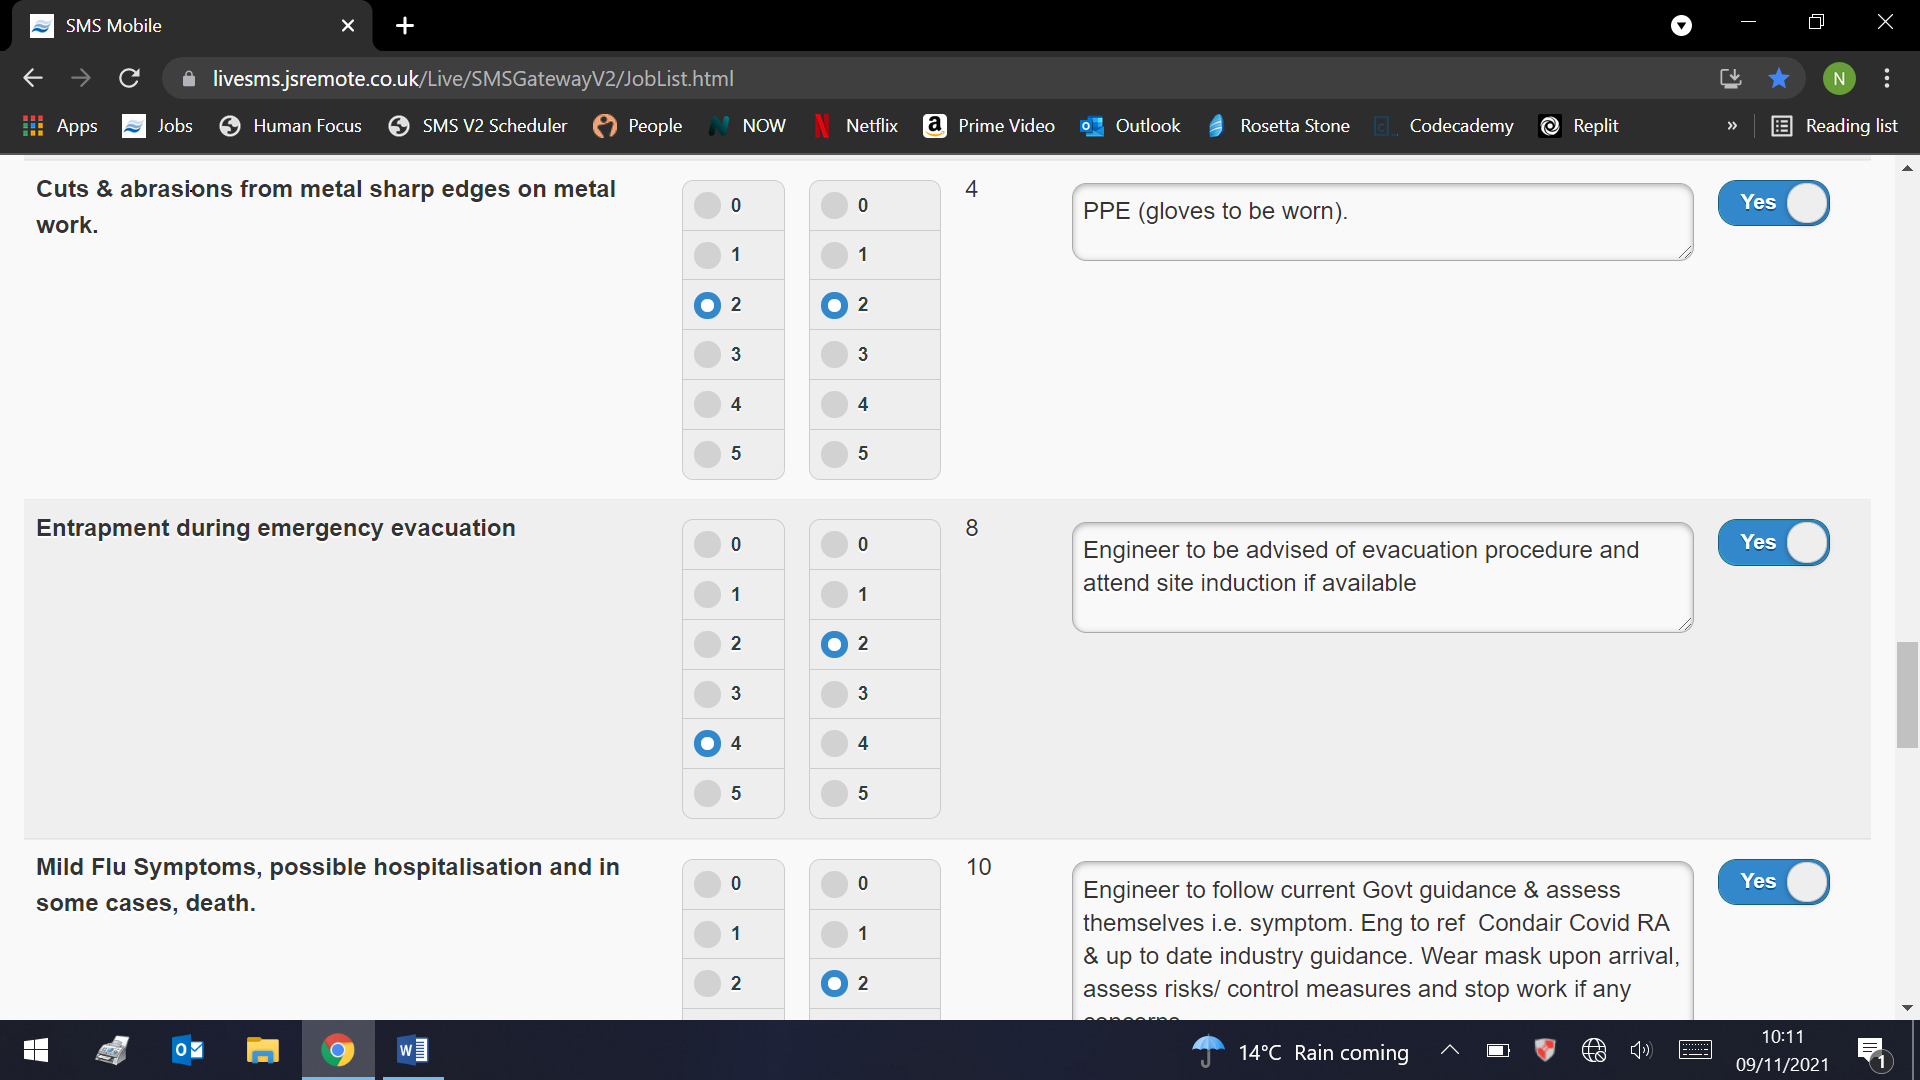 SMS Mobile
livesms.jsremote.co.uk/Live/SMSGatewayV2/JobList.html
N
Apps Jobs Human Focus SMS V2 Scheduler People NOW Netflix Prime Video Outlook Rosetta Stone Codecademy Replit » Reading list
Cuts & abrasions from metal sharp edges on metal
work.
0 0
1 1
2 2
3 3
4 4
5 5
4
PPE (gloves to be worn).
Yes
Entrapment during emergency evacuation
0 0
1 1
2 2
3 3
4 4
5 5
8
Engineer to be advised of evacuation procedure and
attend site induction if available
Yes
Mild Flu Symptoms, possible hospitalisation and in
some cases, death.
0 0
1 1
2 2
10
Engineer to follow current Govt guidance & assess
themselves i.e. symptom. Eng to ref  Condair Covid RA
& up to date industry guidance. Wear mask upon arrival,
assess risks/ control measures and stop work if any
Yes
14°C Rain coming
10:11
09/11/2021
1